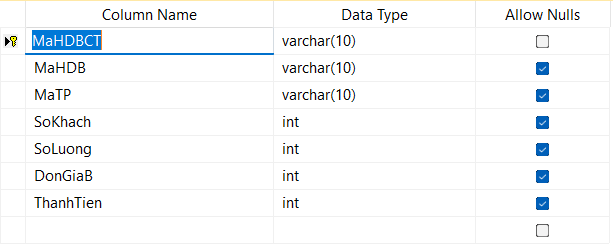 Column Name Data Type Allow Nulls
MaHDBCT varchar(10)
MaHDB varchar(10)
MaTP varchar(10)
SoKhach int
SoLuong int
DonGiaB int
ThanhTien int